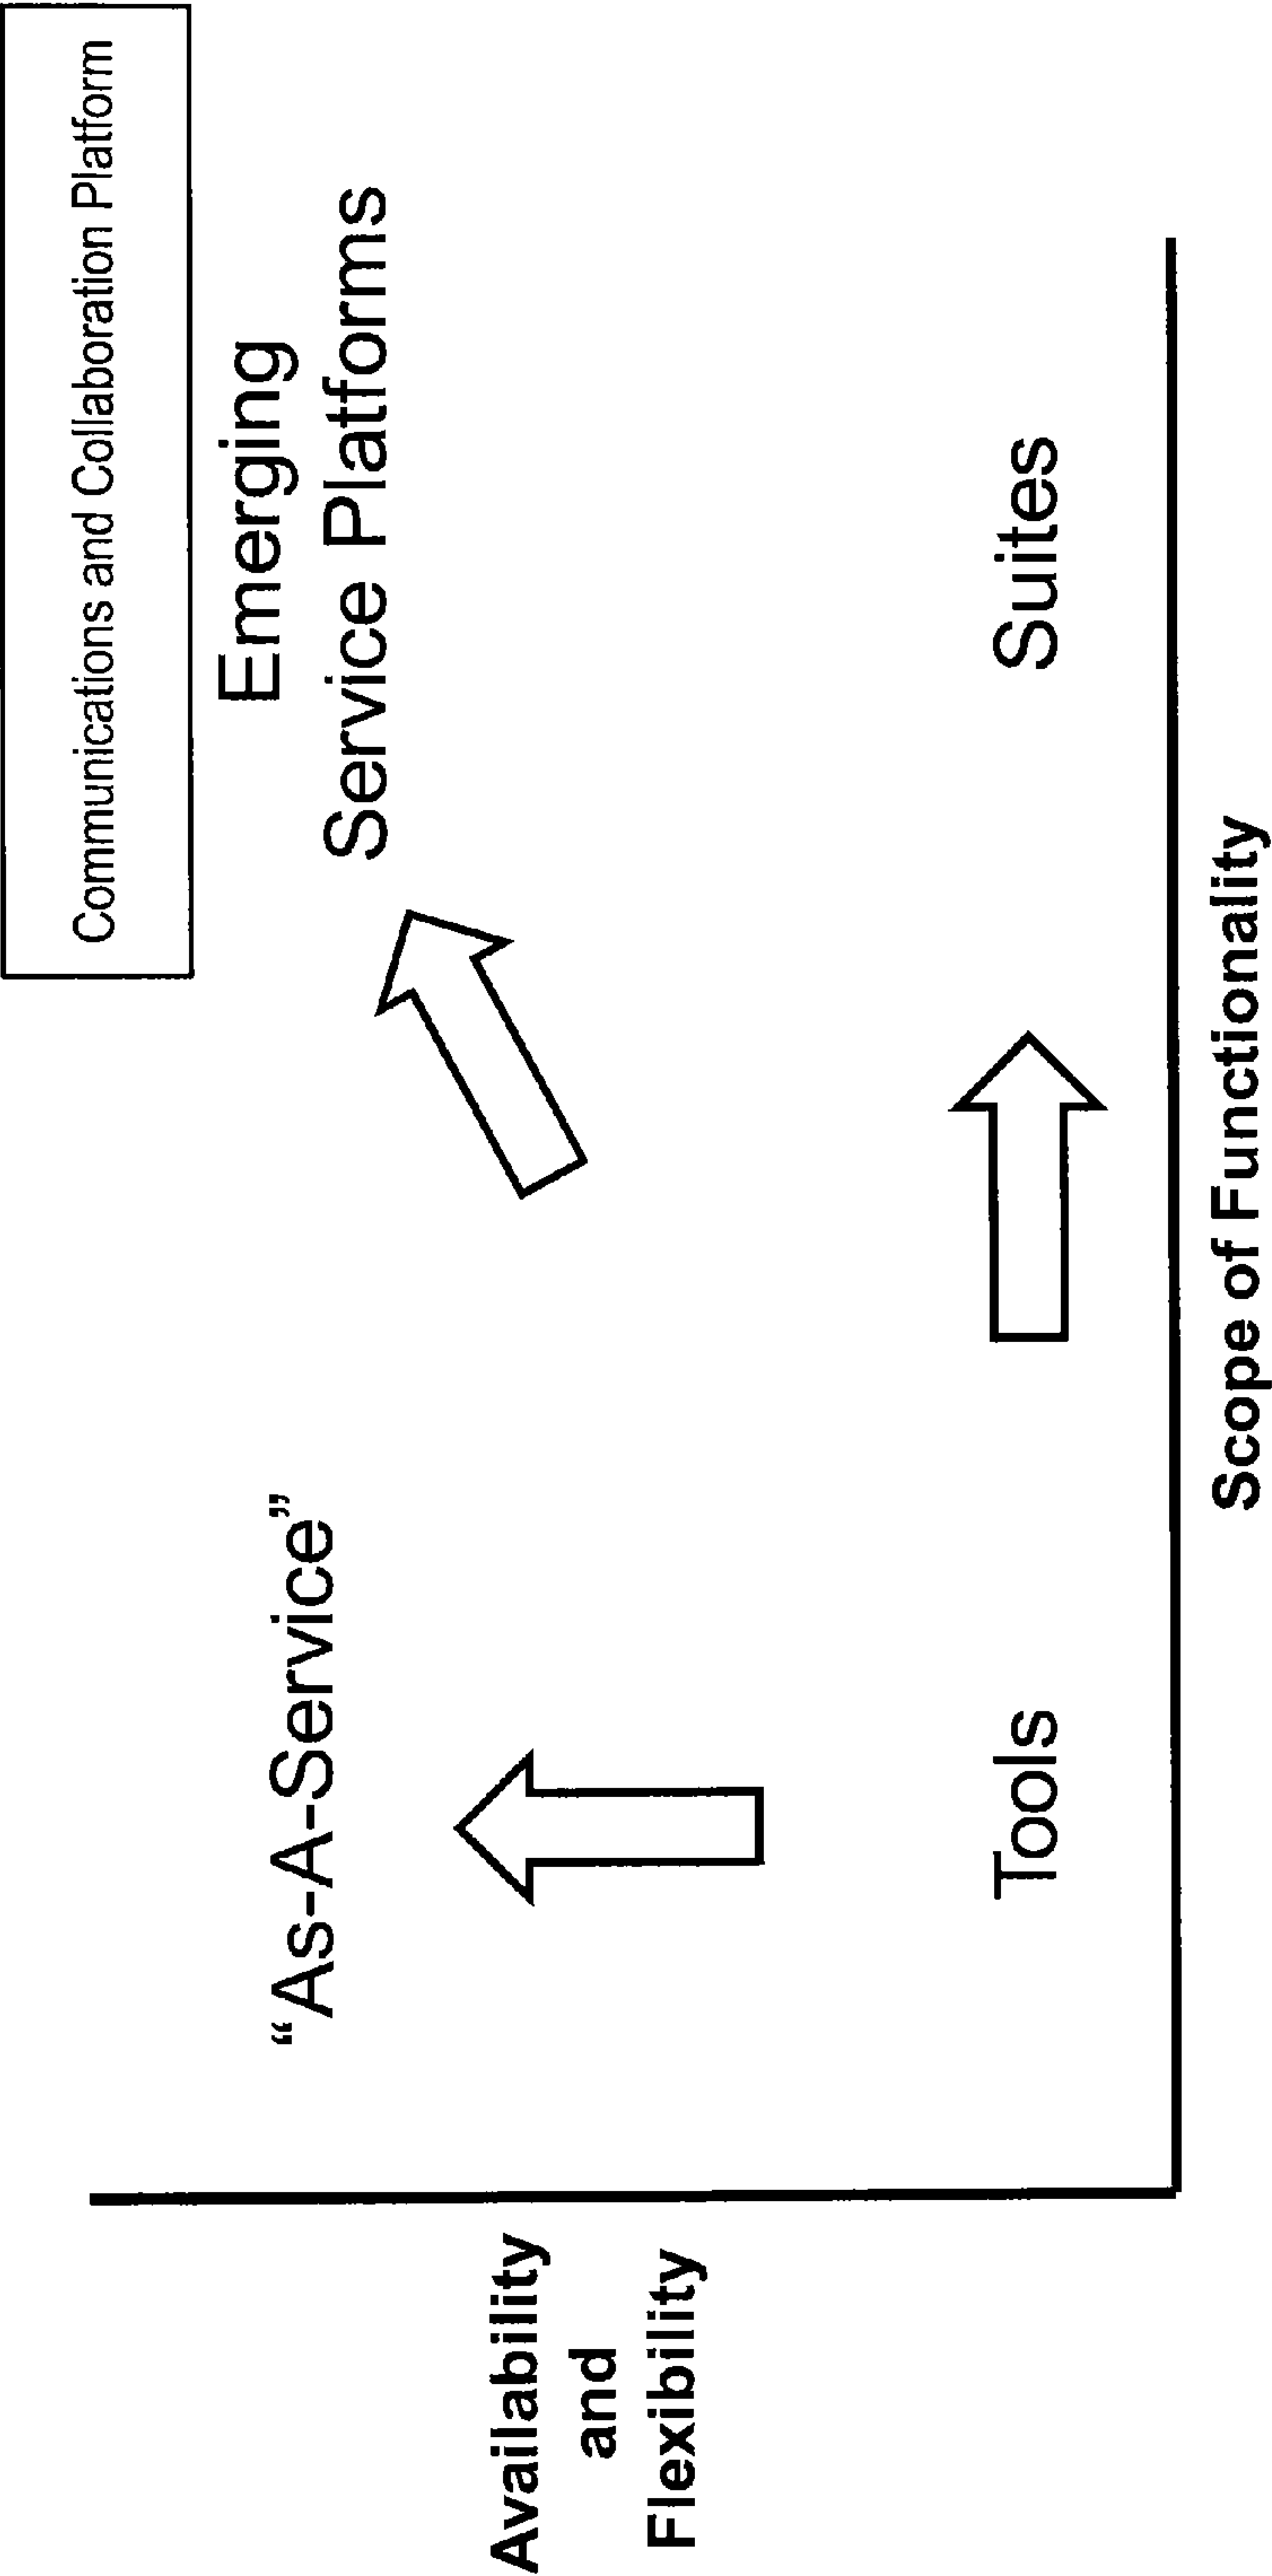 Communications and Collaboration Platform
Emerging
Service Platforms
“As-A-Service”
Availability
and
Flexibility
Tools
Suites
Scope of Functionality